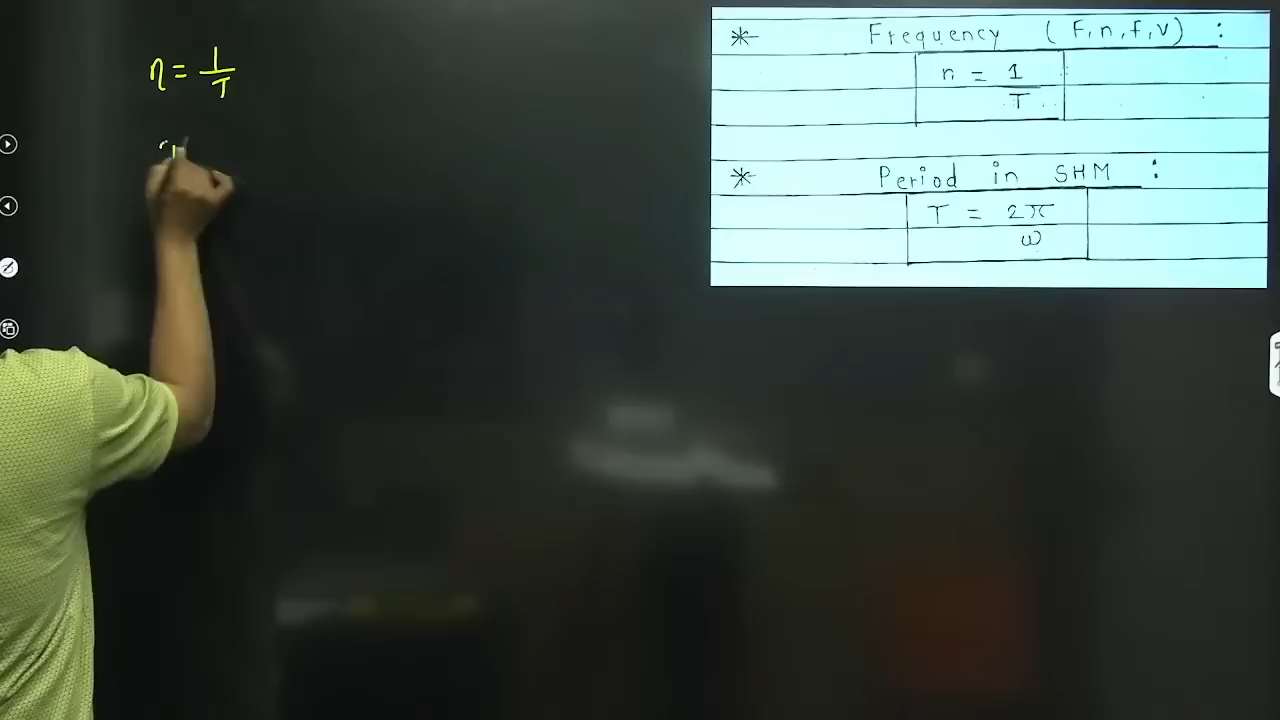 n = 1/T
* Frequency ( F, n, f, ν ) :
n = 1/T
* Period in SHM :
T = 2π/ω